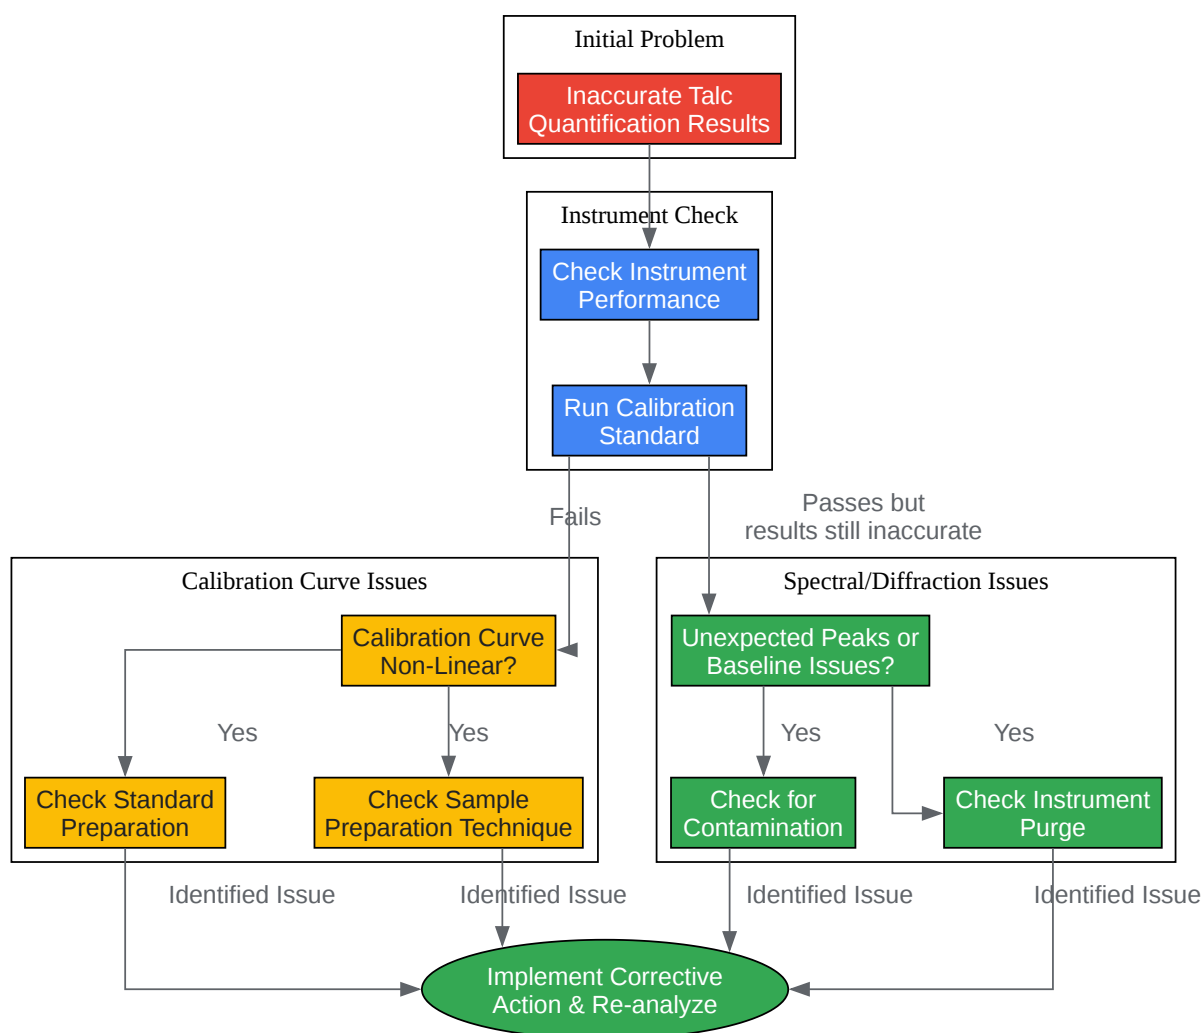 Initial Problem
Inaccurate Talc
Quantification Results
Instrument Check
Check Instrument
Performance
Run Calibration
Standard
Fails
Passes but
results still inaccurate
Calibration Curve Issues
Spectral/Diffraction Issues
Calibration Curve
Non-Linear?
Unexpected Peaks or
Baseline Issues?
Yes
Yes
Yes
Yes
Check Standard
Preparation
Check Sample
Preparation Technique
Check for
Contamination
Check Instrument
Purge
Identified Issue
Identified Issue
Identified Issue
Identified Issue
Implement Corrective
Action & Re-analyze